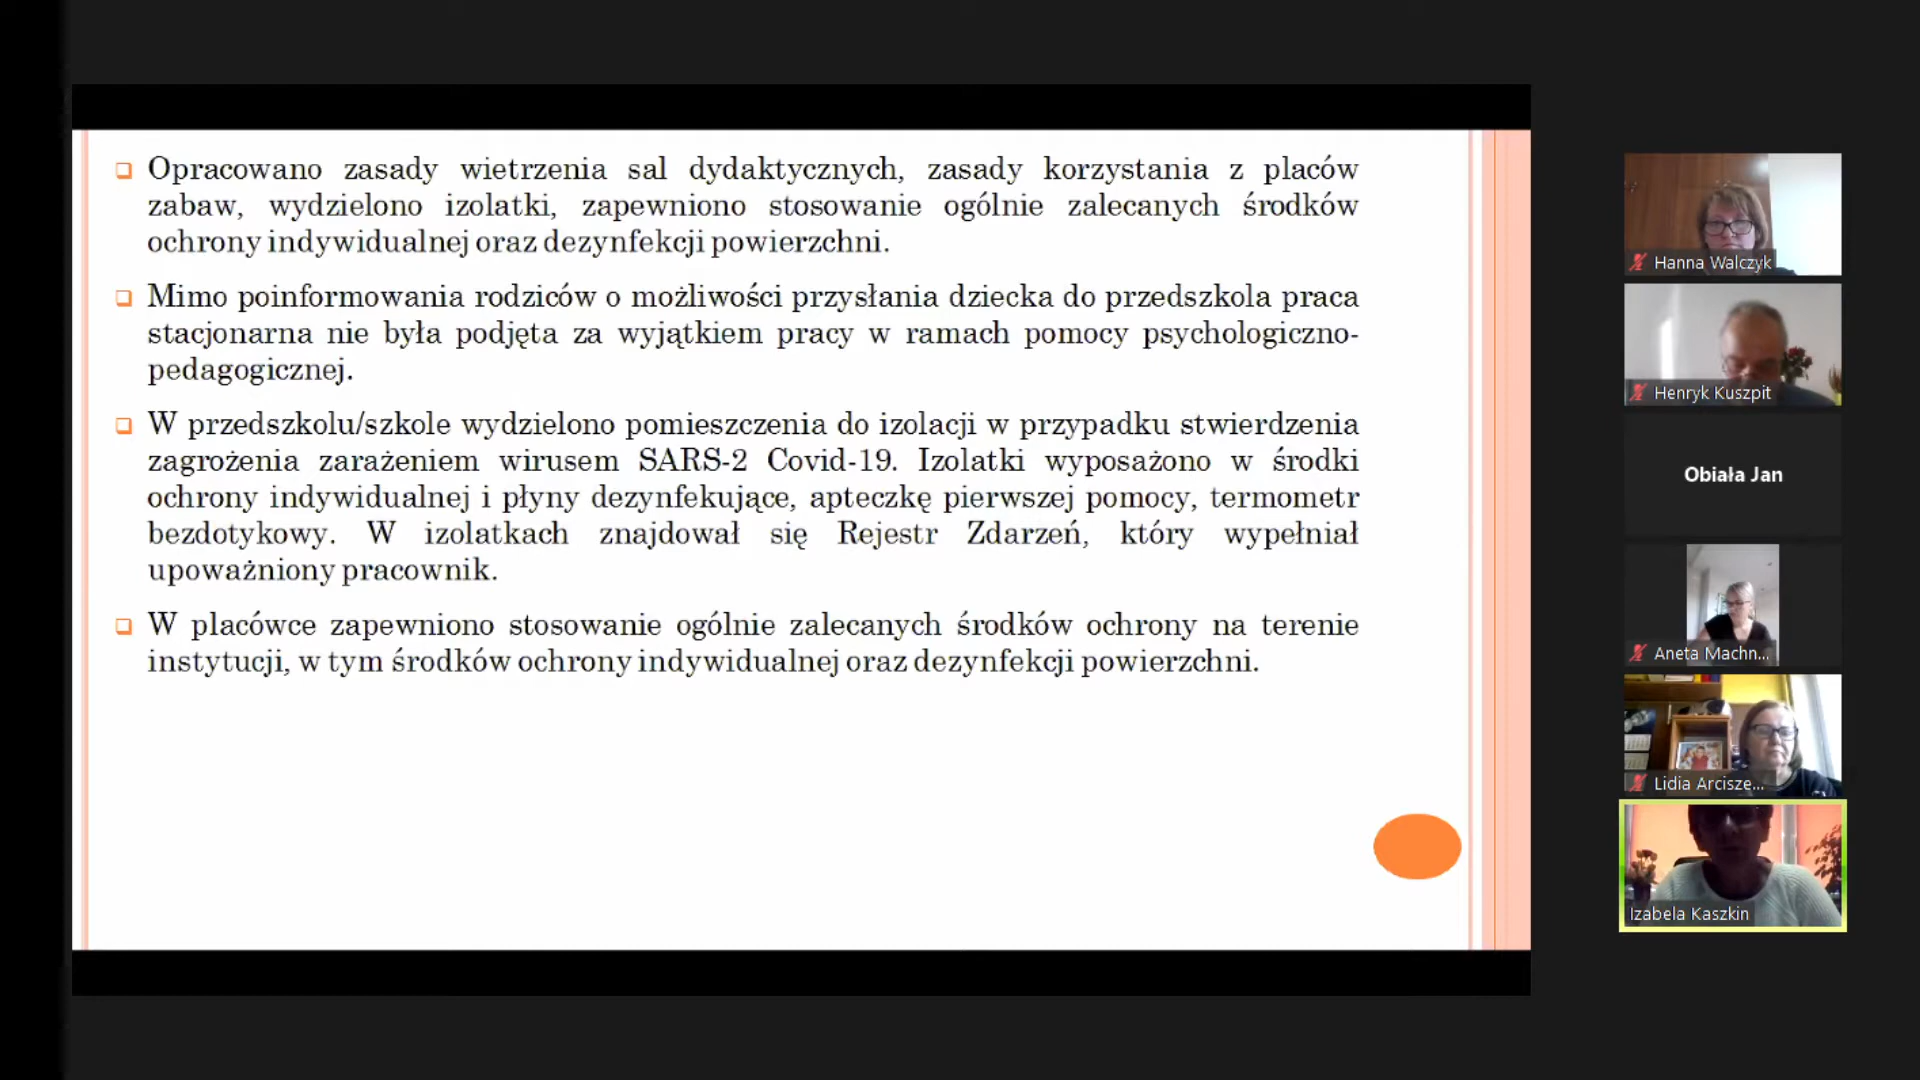 Opracowano zasady wietrzenia sal dydaktycznych, zasady korzystania z placów
zabaw, wydzielono izolatki, zapewniono stosowanie ogólnie zalecanych środków
ochrony indywidualnej oraz dezynfekcji powierzchni.
Mimo poinformowania rodziców o możliwości przysłania dziecka do przedszkola praca
stacjonarna nie była podjęta za wyjątkiem pracy w ramach pomocy psychologiczno-
pedagogicznej.
W przedszkolu/szkole wydzielono pomieszczenia do izolacji w przypadku stwierdzenia
zagrożenia zarażeniem wirusem SARS-2 Covid-19. Izolatki wyposażono w środki
ochrony indywidualnej i płyny dezynfekujące, apteczkę pierwszej pomocy, termometr
bezdotykowy. W izolatkach znajdował się Rejestr Zdarzeń, który wypełniał
upoważniony pracownik.
W placówce zapewniono stosowanie ogólnie zalecanych środków ochrony na terenie
instytucji, w tym środków ochrony indywidualnej oraz dezynfekcji powierzchni.
Hanna Walczyk
Henryk Kuszpit
Obiała Jan
Aneta Machn...
Lidia Arcisze...
Izabela Kaszkin